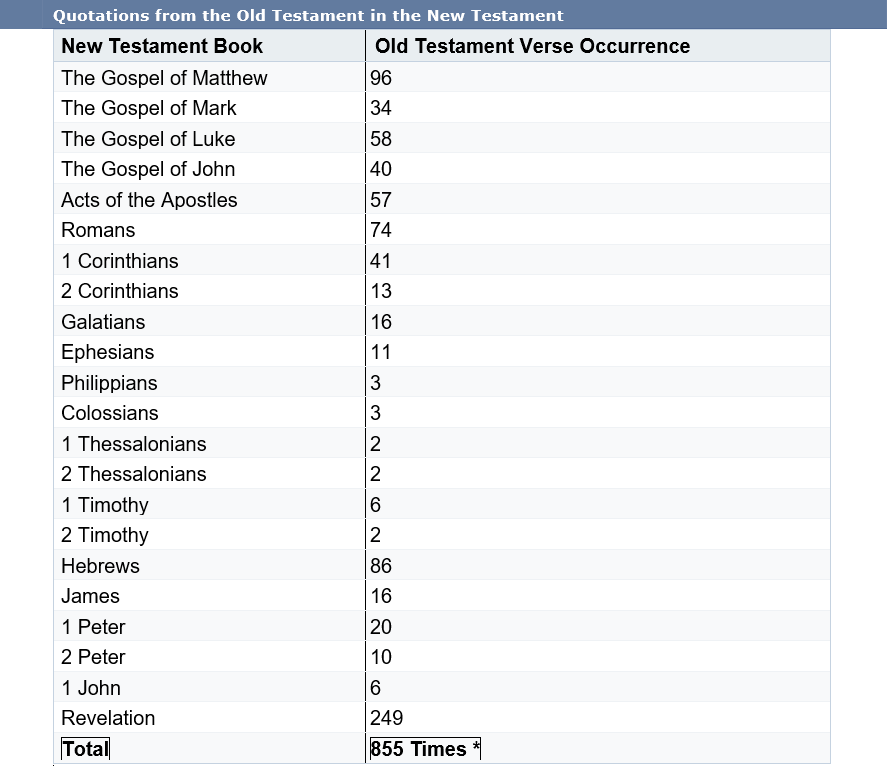 Quotations from the Old Testament in the New Testament
New Testament Book Old Testament Verse Occurrence
The Gospel of Matthew 96
The Gospel of Mark 34
The Gospel of Luke 58
The Gospel of John 40
Acts of the Apostles 57
Romans 74
1 Corinthians 41
2 Corinthians 13
Galatians 16
Ephesians 11
Philippians 3
Colossians 3
1 Thessalonians 2
2 Thessalonians 2
1 Timothy 6
2 Timothy 2
Hebrews 86
James 16
1 Peter 20
2 Peter 10
1 John 6
Revelation 249
Total 855 Times *